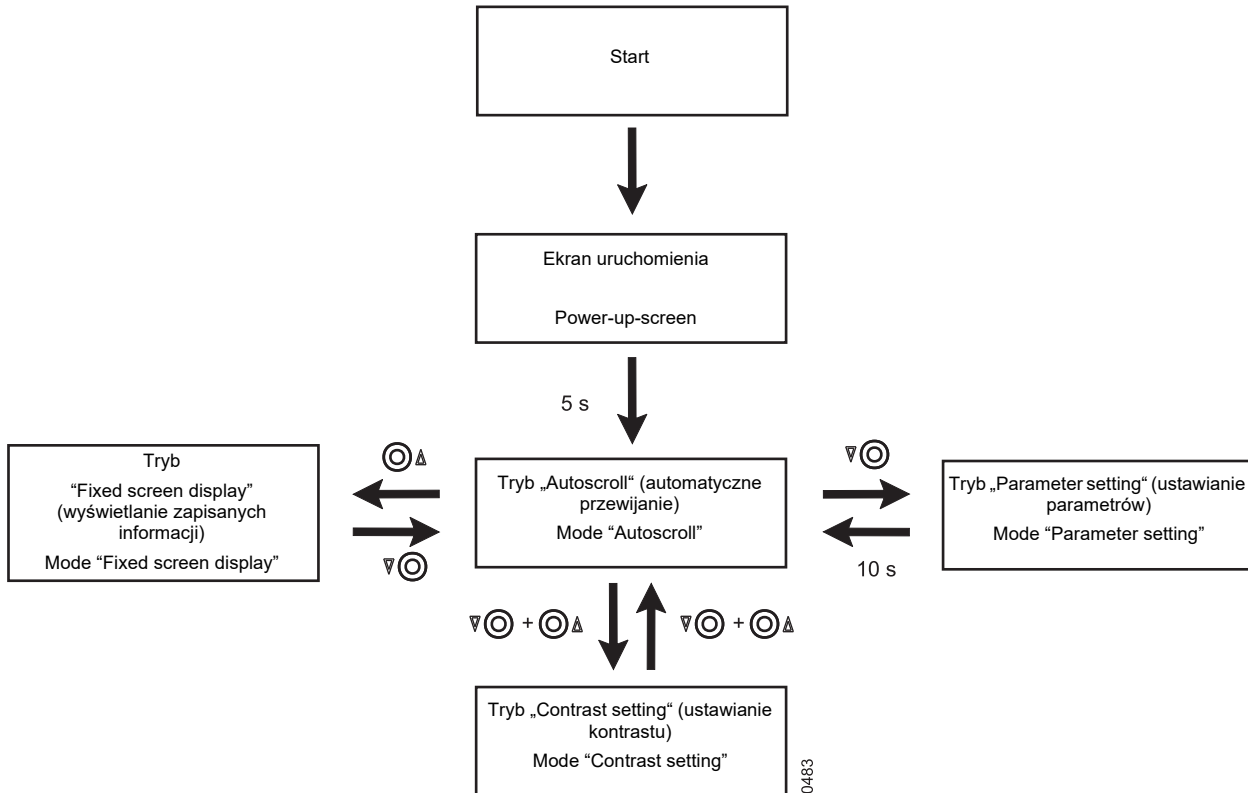 Start
Ekran uruchomienia
Power-up-screen
5 s
Tryb
“Fixed screen display”
(wyświetlanie zapisanych
informacji)
Mode “Fixed screen display”
Tryb „Autoscroll“ (automatyczne
przewijanie)
Mode “Autoscroll”
Tryb „Parameter setting“ (ustawianie
parametrów)
Mode “Parameter setting”
10 s
+
+
Tryb „Contrast setting“ (ustawianie
kontrastu)
Mode “Contrast setting”
0483